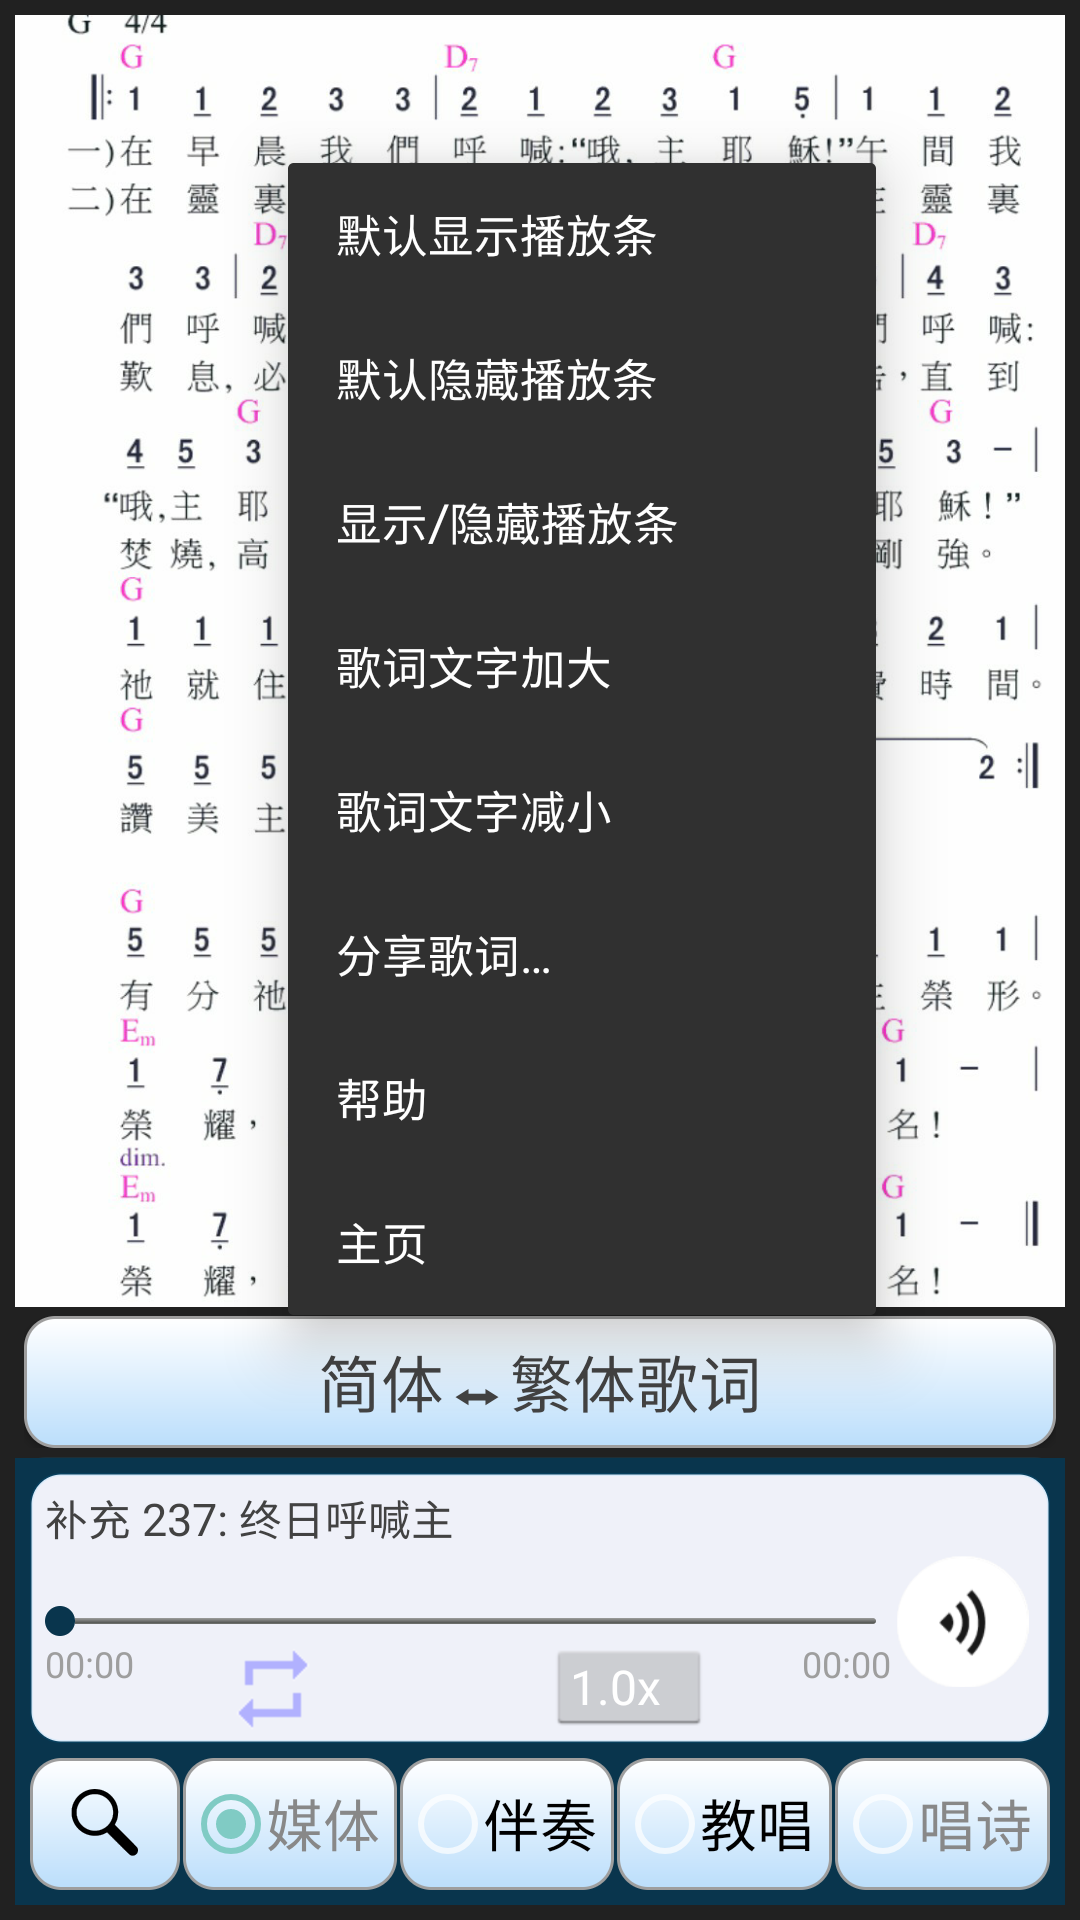 G 4/4
G D7 G
1 1 2 3 3 2 1 2 3 1 5 1 1 2
一)在 早 晨 我 們 呼 喊:“哦, 主 耶 穌!”午 間 我
二)在 靈 裏 靈 裏
D7 D7
3 3 2 4 3
們 呼 喊 呼 喊:
歎 息, 必 ,直 到
G G
4 5 3 5 3 –
“哦,主 耶 耶 穌!”
焚 燒, 高 剛 強。
G
1 1 1 2 1
祂 就 住 費 時 間。
G
5 5 5 2
讚 美 主
G
5 5 5 1 1
有 分 祂 榮 形。
Em G
1 7 1 –
榮 耀, 名!
dim.
Em G
1 7 1 –
榮 耀, 名!
默认显示播放条
默认隐藏播放条
显示/隐藏播放条
歌词文字加大
歌词文字减小
分享歌词...
帮助
主页
简体↔繁体歌词
补充 237: 终日呼喊主
00:00 1.0x 00:00
媒体 伴奏 教唱 唱诗